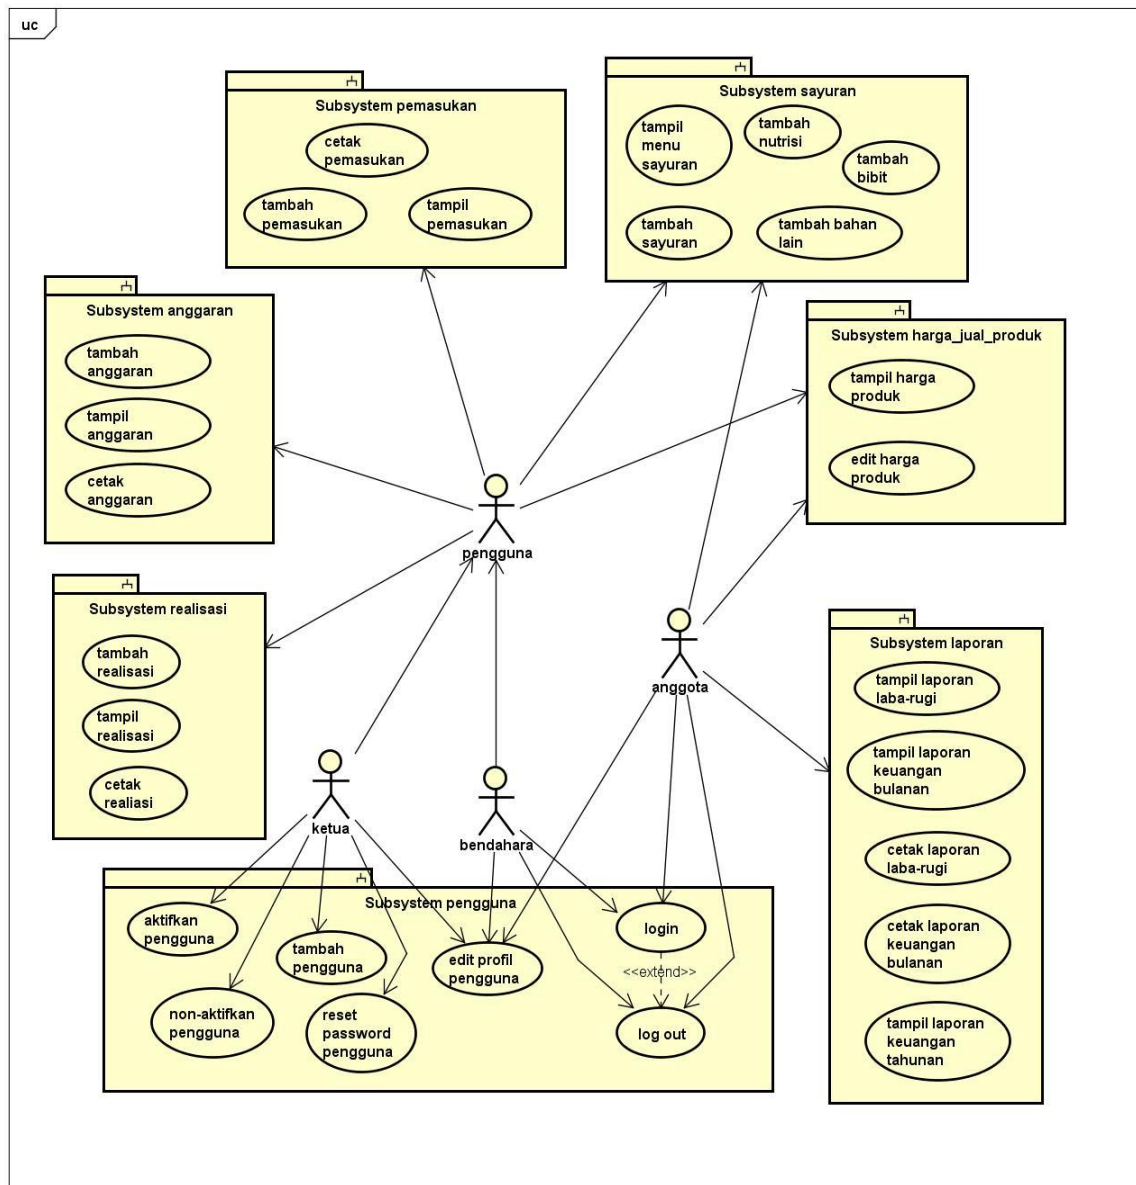 uc
Subsystem pemasukan
cetak
pemasukan
tambah
pemasukan
tampil
pemasukan
Subsystem sayuran
tampil
menu
sayuran
tambah
nutrisi
tambah
bibit
tambah
sayuran
tambah bahan
lain
Subsystem anggaran
tambah
anggaran
tampil
anggaran
cetak
anggaran
Subsystem harga_jual_produk
tampil harga
produk
edit harga
produk
pengguna
Subsystem realisasi
tambah
realisasi
tampil
realisasi
cetak
realiasi
anggota
Subsystem laporan
tampil laporan
laba-rugi
tampil laporan
keuangan
bulanan
cetak laporan
laba-rugi
cetak laporan
keuangan
bulanan
tampil laporan
keuangan
tahunan
ketua
bendahara
Subsystem pengguna
aktifkan
pengguna
tambah
pengguna
edit profil
pengguna
login
<<extend>>
non-aktifkan
pengguna
reset
password
pengguna
log out